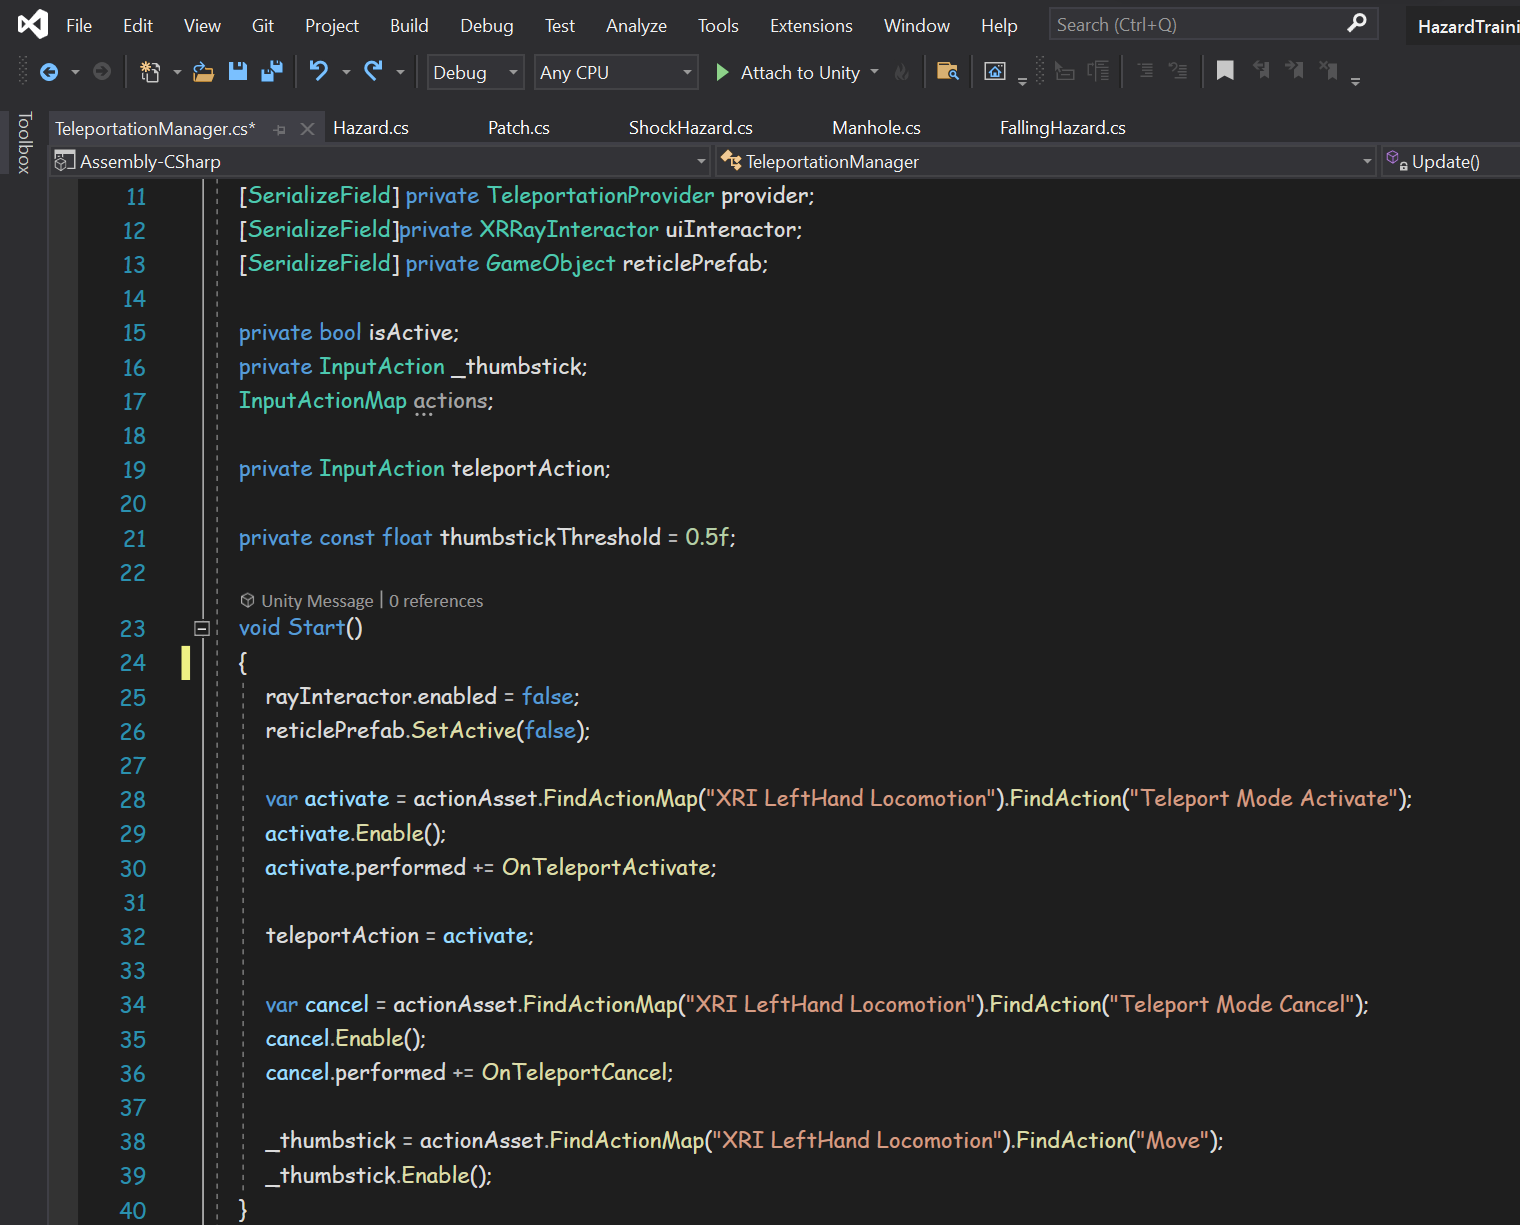 File Edit View Git Project Build Debug Test Analyze Tools Extensions Window Help Search (Ctrl+Q) HazardTraini
Debug Any CPU Attach to Unity
Toolbox
TeleportationManager.cs* Hazard.cs Patch.cs ShockHazard.cs Manhole.cs FallingHazard.cs
Assembly-CSharp TeleportationManager Update()
11 [SerializeField] private TeleportationProvider provider;
12 [SerializeField]private XRRayInteractor uiInteractor;
13 [SerializeField] private GameObject reticlePrefab;
14
15 private bool isActive;
16 private InputAction _thumbstick;
17 InputActionMap actions;
18
19 private InputAction teleportAction;
20
21 private const float thumbstickThreshold = 0.5f;
22
Unity Message | 0 references
23 void Start()
24 {
25 rayInteractor.enabled = false;
26 reticlePrefab.SetActive(false);
27
28 var activate = actionAsset.FindActionMap("XRI LeftHand Locomotion").FindAction("Teleport Mode Activate");
29 activate.Enable();
30 activate.performed += OnTeleportActivate;
31
32 teleportAction = activate;
33
34 var cancel = actionAsset.FindActionMap("XRI LeftHand Locomotion").FindAction("Teleport Mode Cancel");
35 cancel.Enable();
36 cancel.performed += OnTeleportCancel;
37
38 _thumbstick = actionAsset.FindActionMap("XRI LeftHand Locomotion").FindAction("Move");
39 _thumbstick.Enable();
40 }